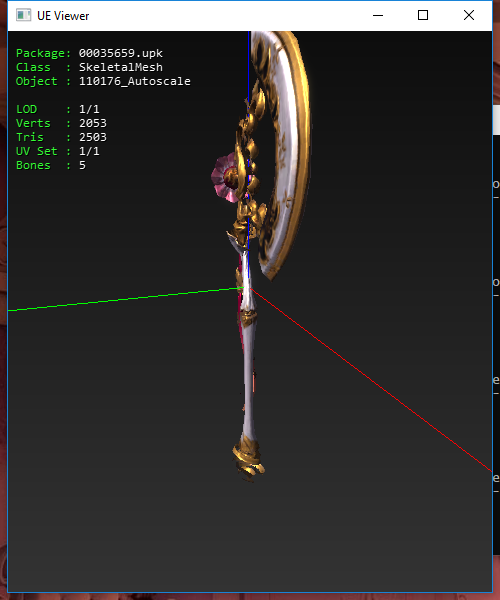 UE Viewer
Package: 00035659.upk
Class : SkeletalMesh
Object : 110176_Autoscale
LOD : 1/1
Verts : 2053
Tris : 2503
UV Set : 1/1
Bones : 5